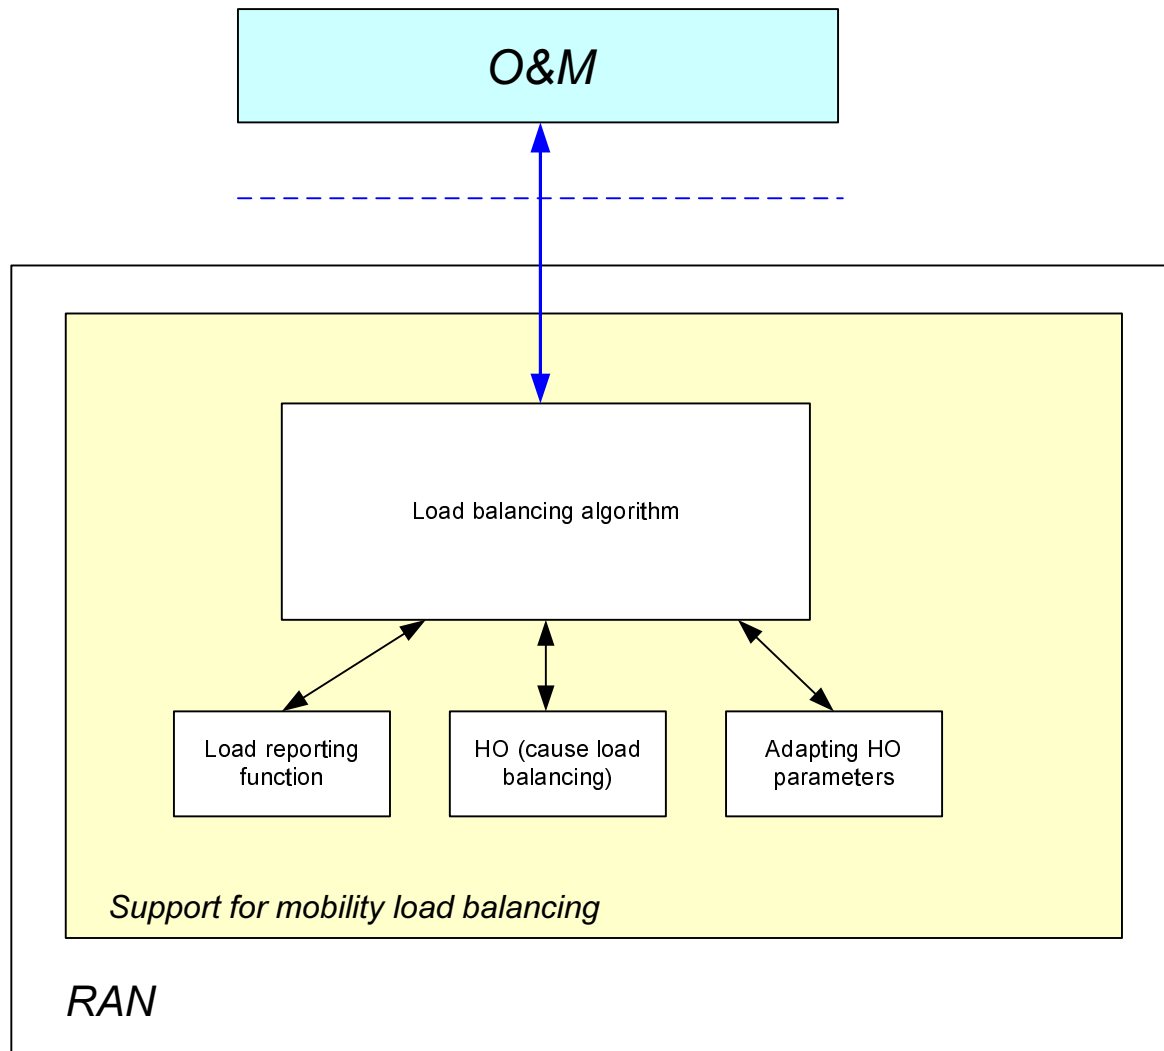 O&M
Load balancing algorithm
Load reporting
function
HO (cause load
balancing)
Adapting HO
parameters
Support for mobility load balancing
RAN